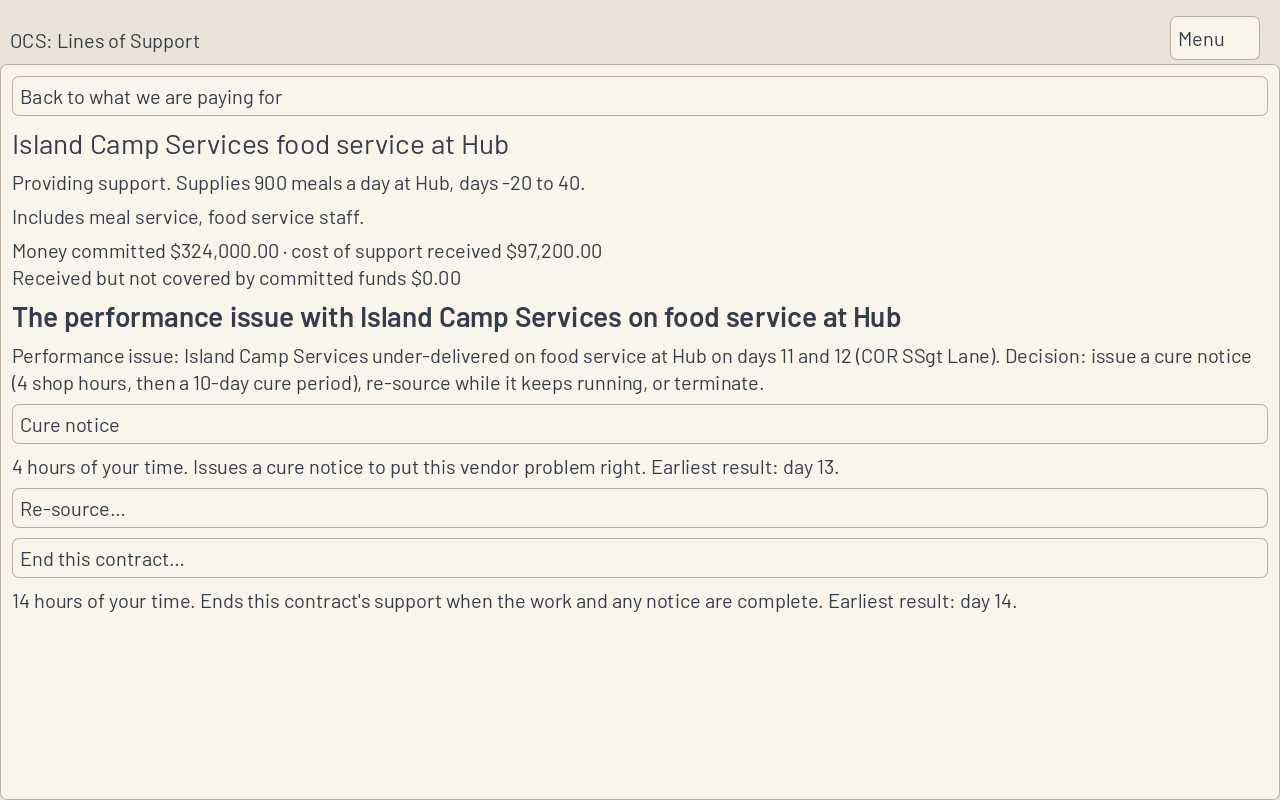 OCS: Lines of Support
Menu
Back to what we are paying for
Island Camp Services food service at Hub
Providing support. Supplies 900 meals a day at Hub, days -20 to 40.
Includes meal service, food service staff.
Money committed $324,000.00 · cost of support received $97,200.00
Received but not covered by committed funds $0.00
The performance issue with Island Camp Services on food service at Hub
Performance issue: Island Camp Services under-delivered on food service at Hub on days 11 and 12 (COR SSgt Lane). Decision: issue a cure notice
(4 shop hours, then a 10-day cure period), re-source while it keeps running, or terminate.
Cure notice
4 hours of your time. Issues a cure notice to put this vendor problem right. Earliest result: day 13.
Re-source...
End this contract...
14 hours of your time. Ends this contract's support when the work and any notice are complete. Earliest result: day 14.